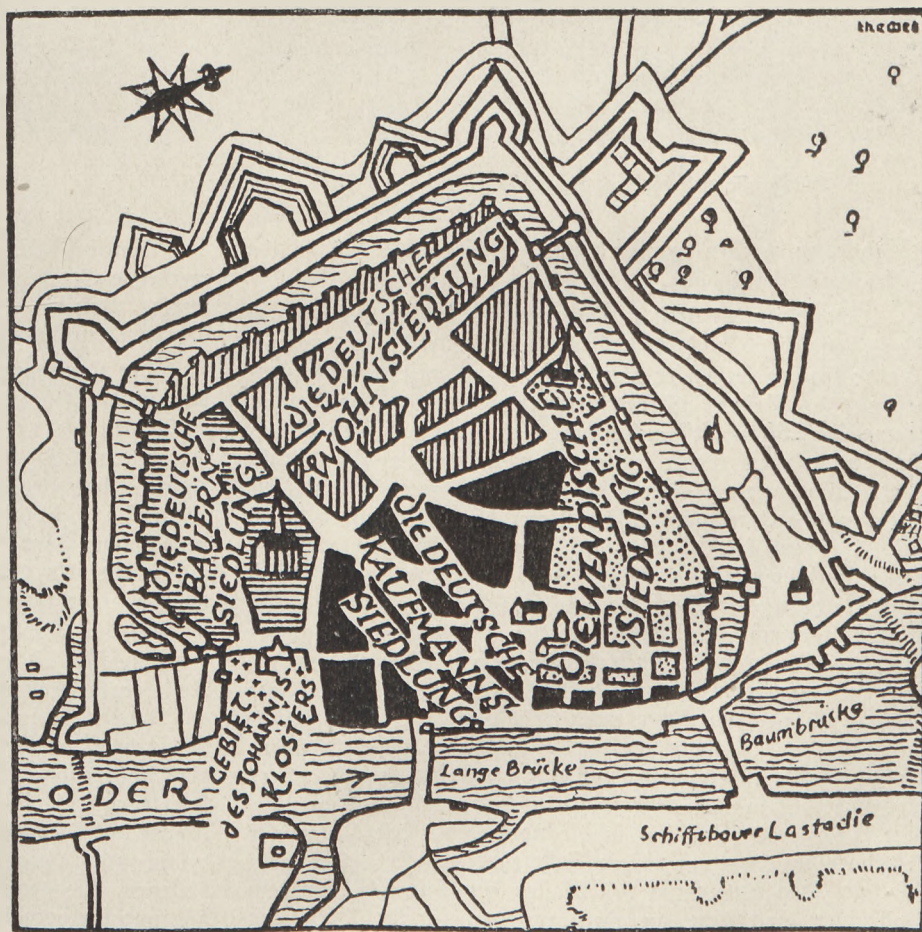 DIE DEUTSCHE
WOHNSIEDLUNG
DIE DEUTSCHE
BAUERN
SIEDLUNG
DIE DEUTSCHE
KAUFMANNS-
SIEDLUNG
DIE WENDISCHE
SIEDLUNG
GEBIET
DES JOHANNIS
KLOSTERS
ODER
Lange Brücke
Baumbrücke
Schiffsbauer Lastadie